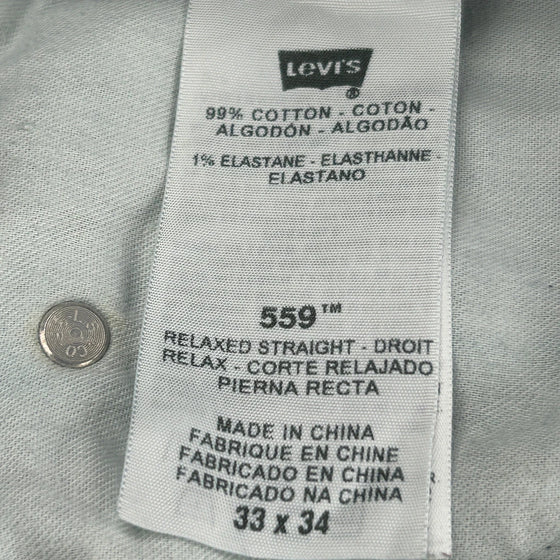 Levi's
®
99% COTTON - COTON -
ALGODÓN - ALGODÃO
1% ELASTANE - ELASTHANNE -
ELASTANO
559™
RELAXED STRAIGHT - DROIT
RELAX - CORTE RELAJADO
PIERNA RECTA
MADE IN CHINA
FABRIQUE EN CHINE
FABRICADO EN CHINA
FABRICADO NA CHINA
33 x 34